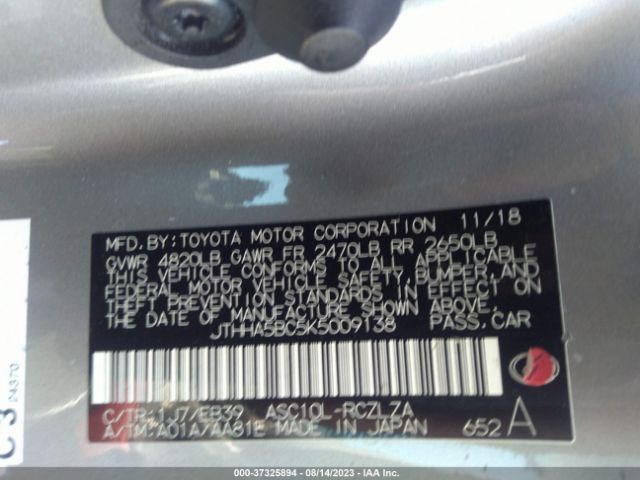 MFD. BY: TOYOTA MOTOR CORPORATION 11/18
GVWR 4820LB GAWR FR 2470LB RR 2650LB
THIS VEHICLE CONFORMS TO ALL APPLICABLE
FEDERAL MOTOR VEHICLE SAFETY, BUMPER, AND
THEFT PREVENTION STANDARDS IN EFFECT ON
THE DATE OF MANUFACTURE SHOWN ABOVE.
JTHHA5BC5K5009138 PASS. CAR
C/TR: 1J7/EB39 ASC10L-RCZLZA
A/TM: A01A/AA81E MADE IN JAPAN 652 A
C3
04370
000-37325894 - 08/14/2023 - IAA Inc.